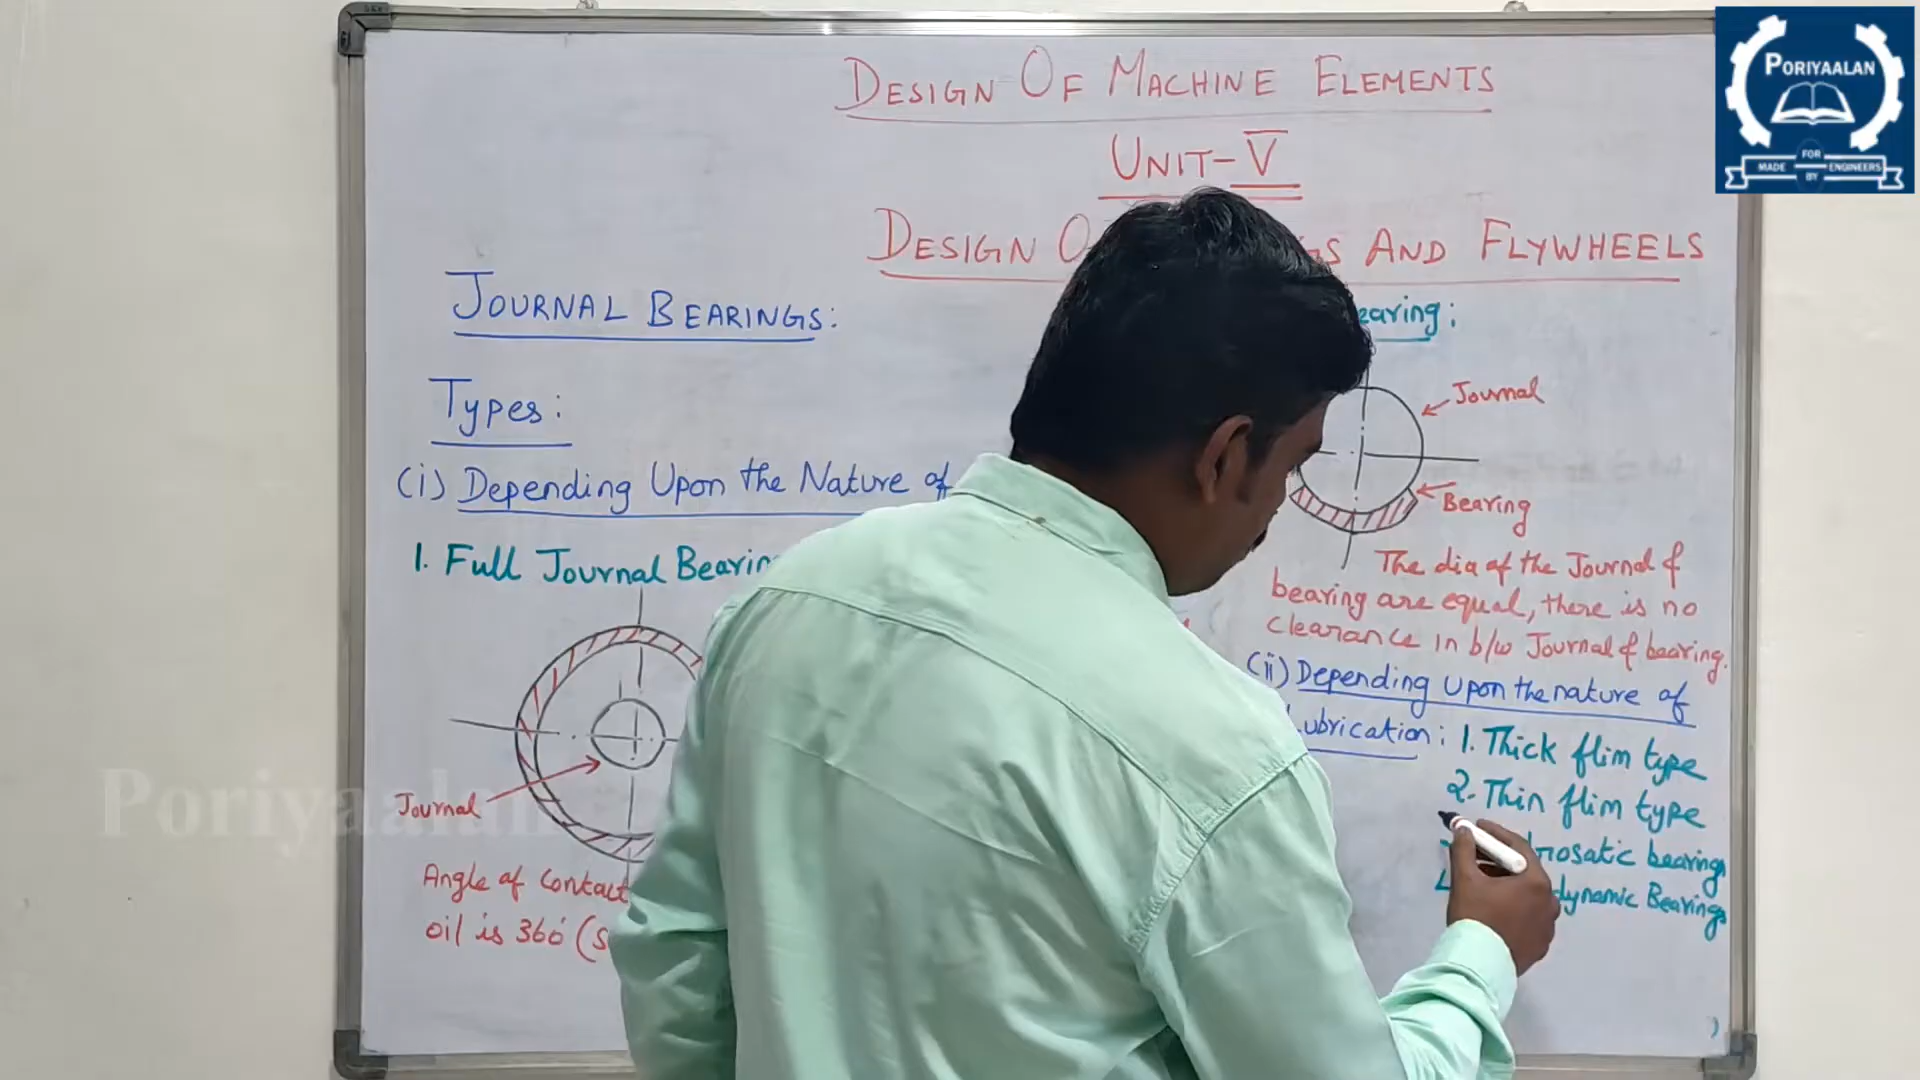 DESIGN OF MACHINE ELEMENTS
UNIT-V
DESIGN AND FLYWHEELS
JOURNAL BEARINGS:
Types:
(i) Depending Upon the Nature of
1. Full Journal Bearin
Journal
Angle of Contact
oil is 360° (S
earing:
Journal
Bearing
The dia of the Journal &
bearing are equal, there is no
clearance in b/w Journal & bearing.
(ii) Depending upon the nature of
Lubrication: 1. Thick flim type
2. Thin flim type
rosatic bearings
dynamic Bearings
PORIYAALAN
MADE FOR ENGINEERS
BY
Poriyaalan